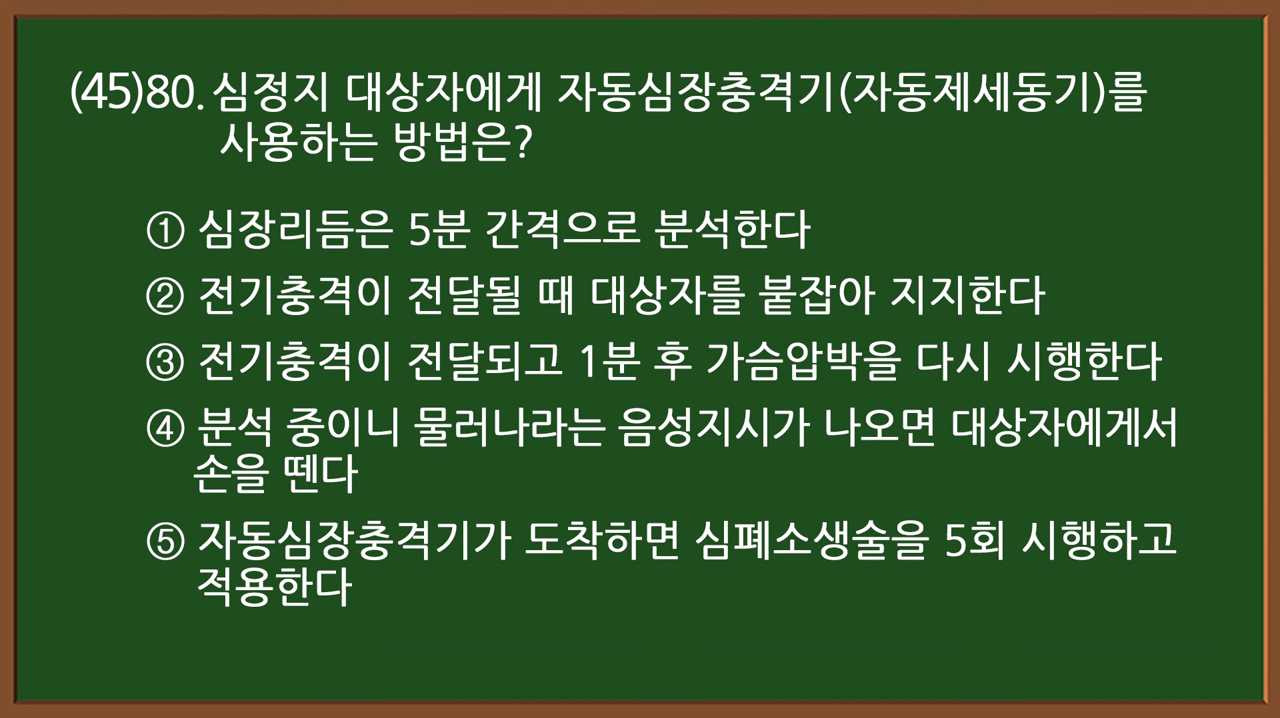 (45)80. 심정지 대상자에게 자동심장충격기(자동제세동기)를
사용하는 방법은?
① 심장리듬은 5분 간격으로 분석한다
② 전기충격이 전달될 때 대상자를 붙잡아 지지한다
③ 전기충격이 전달되고 1분 후 가슴압박을 다시 시행한다
④ 분석 중이니 물러나라는 음성지시가 나오면 대상자에게서
손을 뗀다
⑤ 자동심장충격기가 도착하면 심폐소생술을 5회 시행하고
적용한다